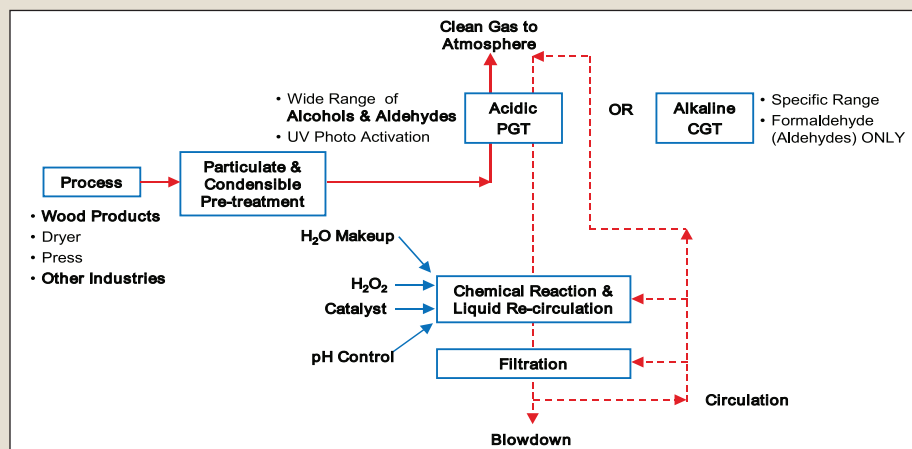 Clean Gas to
Atmosphere
• Wide Range of
Alcohols & Aldehydes
• UV Photo Activation
Acidic
PGT
OR
Alkaline
CGT
• Specific Range
• Formaldehyde
(Aldehydes) ONLY
Process
Particulate &
Condensible
Pre-treatment
• Wood Products
• Dryer
• Press
• Other Industries
H₂O Makeup
H₂O₂
Catalyst
pH Control
Chemical Reaction &
Liquid Re-circulation
Filtration
Circulation
Blowdown